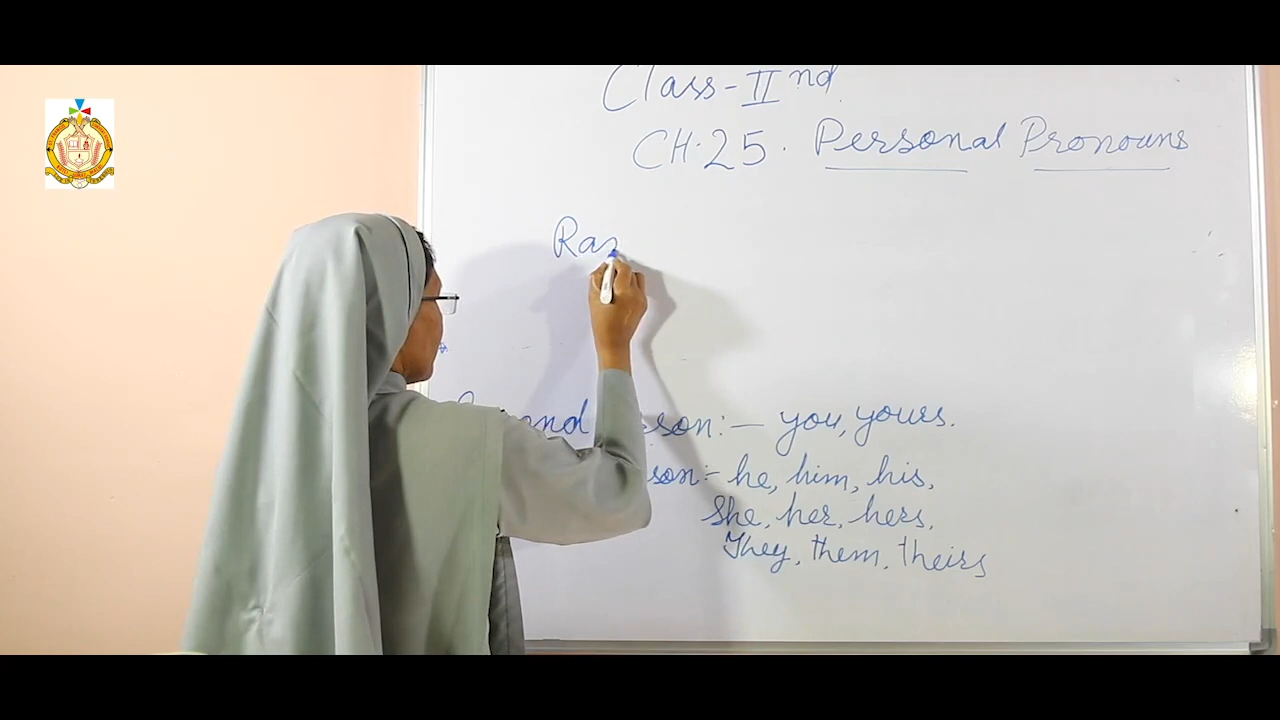 Class-IInd
CH.25. Personal Pronouns
Ra
:— you, yours.
:- he, him, his,
She, her, hers,
They, them, theirs